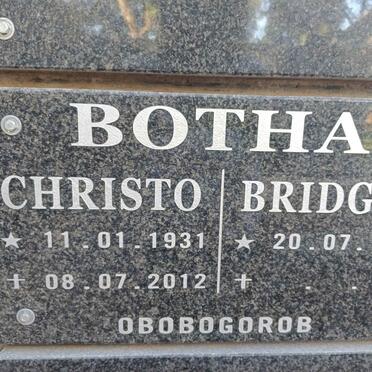 BOTHA
CHRISTO BRIDG
★ 11.01.1931 ★ 20.07.
+ 08.07.2012 + . .
OBOBOGOROB